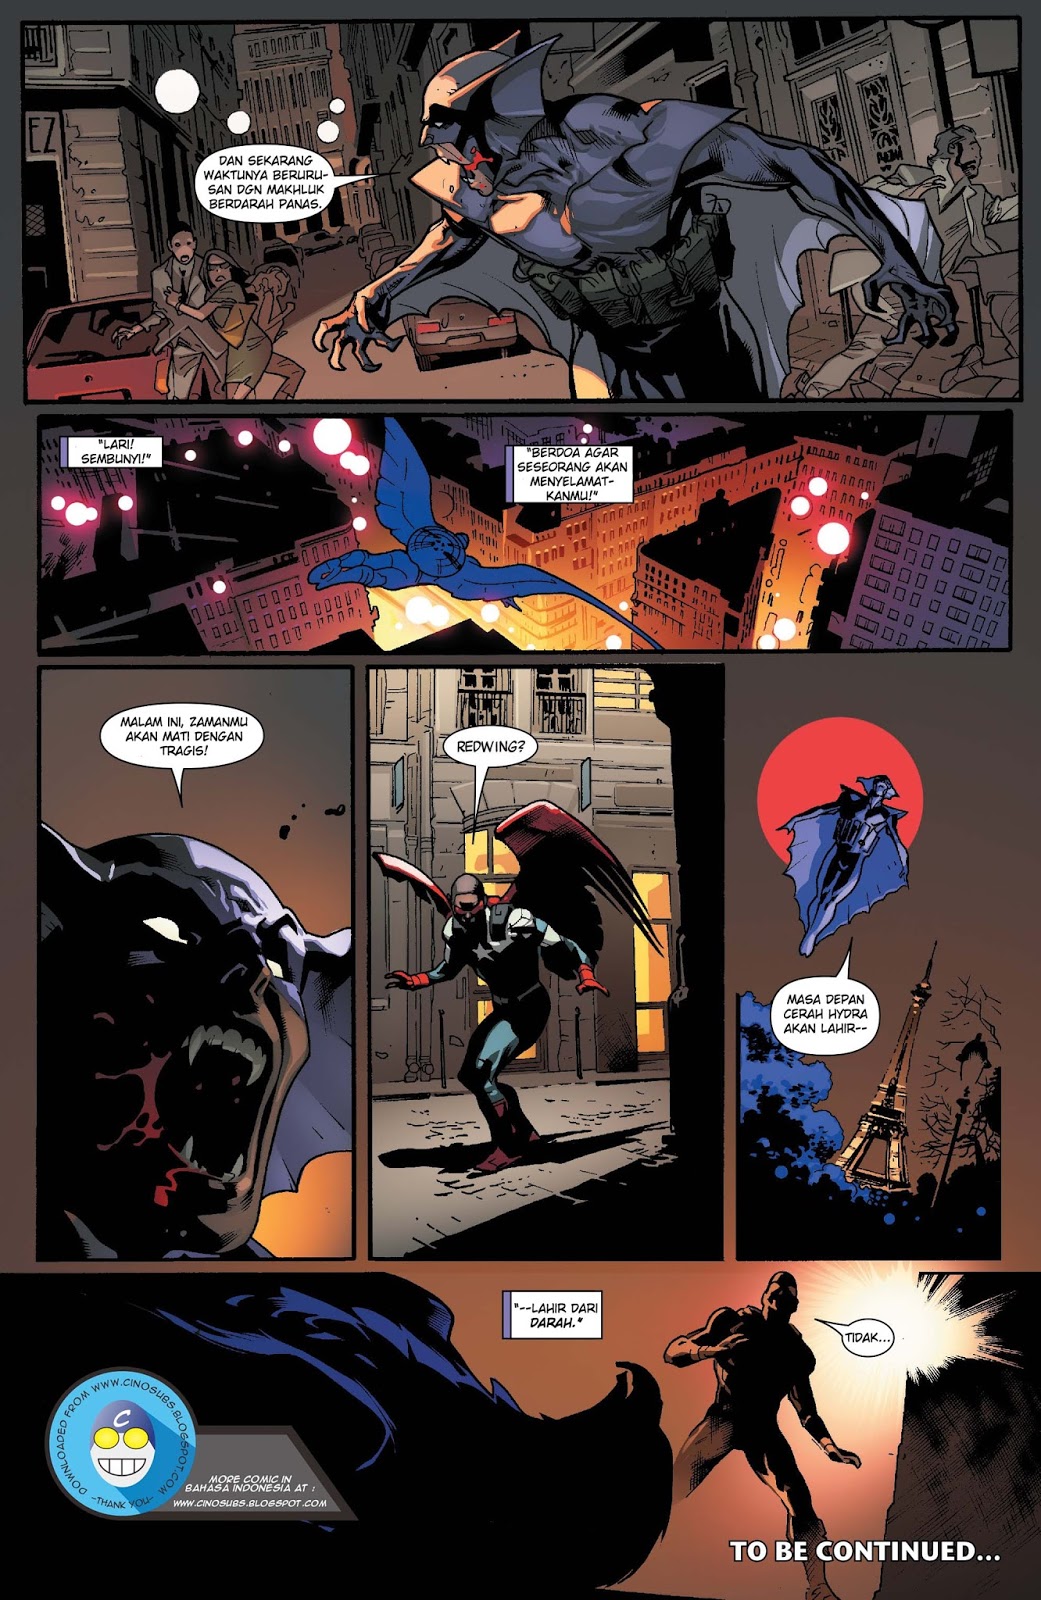 EZ
DAN SEKARANG
WAKTUNYA BERURU-
SAN DGN MAKHLUK
BERDARAH PANAS.
"LARI!
SEMBUNYI!"
"BERDOA AGAR
SESEORANG AKAN
MENYELAMAT-
KANMU!"
MALAM INI, ZAMANMU
AKAN MATI DENGAN
TRAGIS!
REDWING?
MASA DEPAN
CERAH HYDRA
AKAN LAHIR--
"--LAHIR DARI
DARAH."
TIDAK...
DOWNLOADED FROM WWW.CINOSUBS.BLOGSPOT.COM
C
-THANK YOU-
MORE COMIC IN
BAHASA INDONESIA AT :
WWW.CINOSUBS.BLOGSPOT.COM
TO BE CONTINUED...